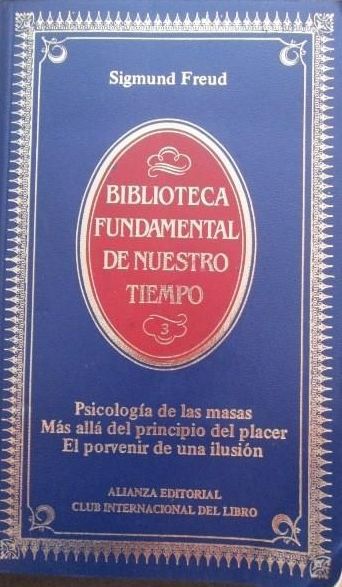 Sigmund Freud
BIBLIOTECA
FUNDAMENTAL
DE NUESTRO
TIEMPO
3
Psicología de las masas
Más allá del principio del placer
El porvenir de una ilusión
ALIANZA EDITORIAL
CLUB INTERNACIONAL DEL LIBRO